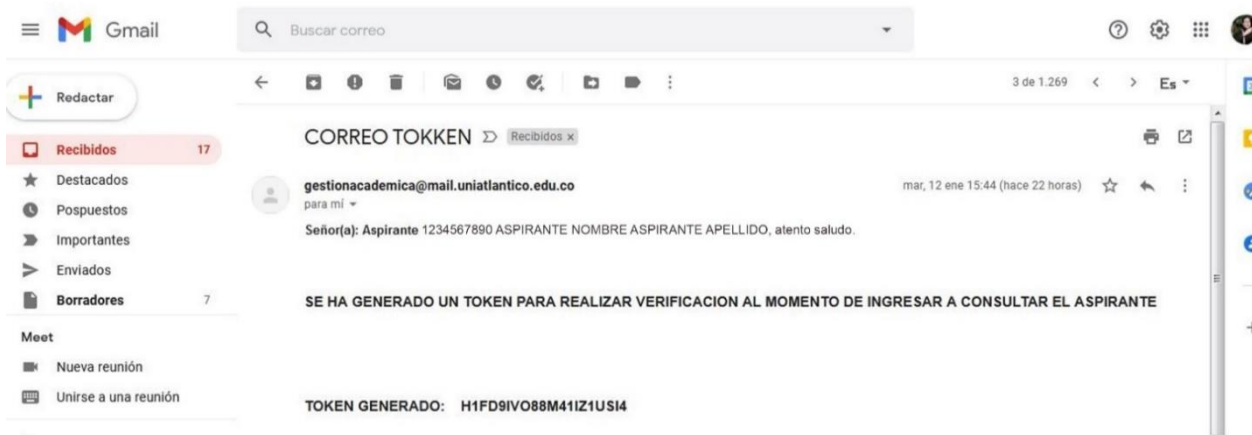 Gmail
Buscar correo
Redactar
3 de 1.269
Es
CORREO TOKKEN Recibidos x
Recibidos 17
Destacados
gestionacademica@mail.uniatlantico.edu.co
mar, 12 ene 15:44 (hace 22 horas)
para mí
Pospuestos
Señor(a): Aspirante 1234567890 ASPIRANTE NOMBRE ASPIRANTE APELLIDO, atento saludo.
Importantes
Enviados
Borradores 7
SE HA GENERADO UN TOKEN PARA REALIZAR VERIFICACION AL MOMENTO DE INGRESAR A CONSULTAR EL ASPIRANTE
Meet
Nueva reunión
Unirse a una reunión
TOKEN GENERADO: H1FD9IVO88M41IZ1USI4